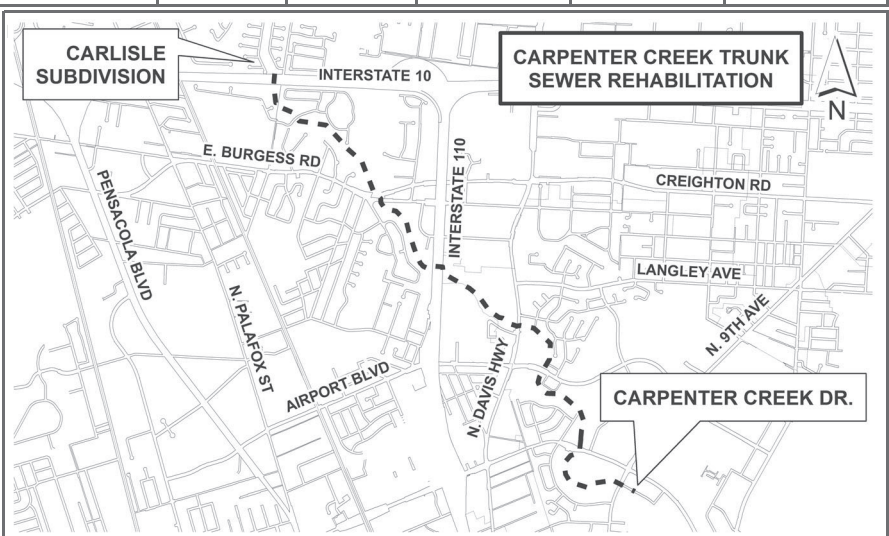 CARLISLE
SUBDIVISION
INTERSTATE 10
CARPENTER CREEK TRUNK
SEWER REHABILITATION
N
E. BURGESS RD
PENSACOLA BLVD
INTERSTATE 110
CREIGHTON RD
LANGLEY AVE
N. PALAFOX ST
N. 9TH AVE
AIRPORT BLVD
N. DAVIS HWY
CARPENTER CREEK DR.